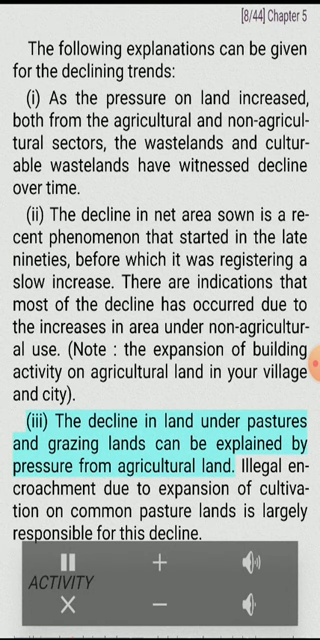 [8/44] Chapter 5
The following explanations can be given
for the declining trends:
(i) As the pressure on land increased,
both from the agricultural and non-agricul-
tural sectors, the wastelands and cultur-
able wastelands have witnessed decline
over time.
(ii) The decline in net area sown is a re-
cent phenomenon that started in the late
nineties, before which it was registering a
slow increase. There are indications that
most of the decline has occurred due to
the increases in area under non-agricultur-
al use. (Note : the expansion of building
activity on agricultural land in your village
and city).
(iii) The decline in land under pastures
and grazing lands can be explained by
pressure from agricultural land. Illegal en-
croachment due to expansion of cultiva-
tion on common pasture lands is largely
responsible for this decline.
ACTIVITY